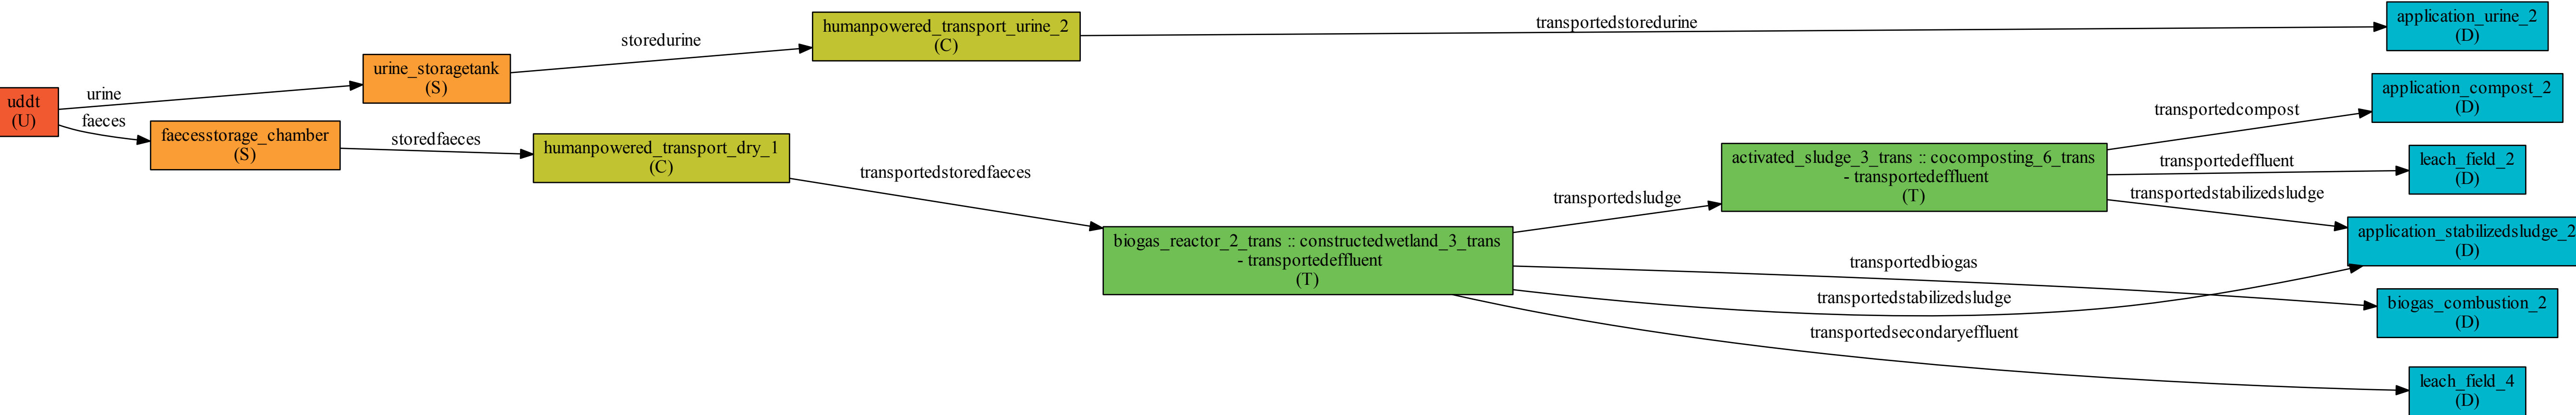 uddt
(U)
urine
faeces
urine_storagetank
(S)
faecesstorage_chamber
(S)
storedurine
storedfaeces
humanpowered_transport_urine_2
(C)
humanpowered_transport_dry_1
(C)
transportedstoredurine
transportedstoredfaeces
biogas_reactor_2_trans :: constructedwetland_3_trans
- transportedeffluent
(T)
transportedsludge
transportedbiogas
transportedstabilizedsludge
transportedsecondaryeffluent
activated_sludge_3_trans :: cocomposting_6_trans
- transportedeffluent
(T)
transportedcompost
transportedeffluent
transportedstabilizedsludge
application_urine_2
(D)
application_compost_2
(D)
leach_field_2
(D)
application_stabilizedsludge_2
(D)
biogas_combustion_2
(D)
leach_field_4
(D)